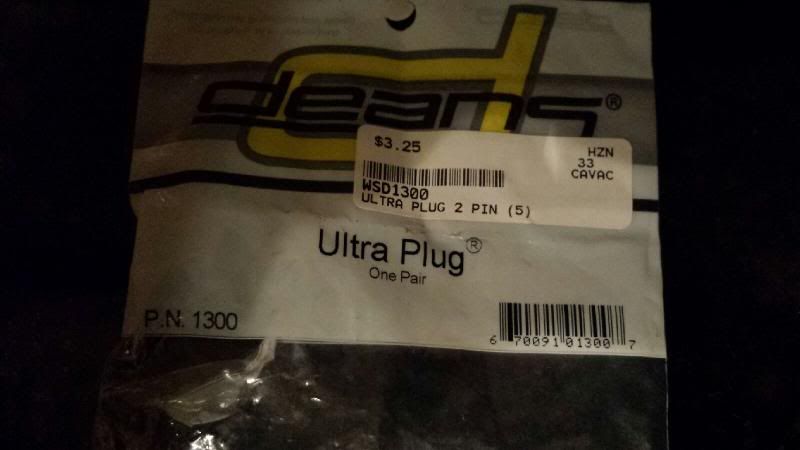 deans®
$3.25
HZN
33
CAVAC
WSD1300
ULTRA PLUG 2 PIN (5)
Ultra Plug®
One Pair
P.N. 1300
6 70091 01300 7